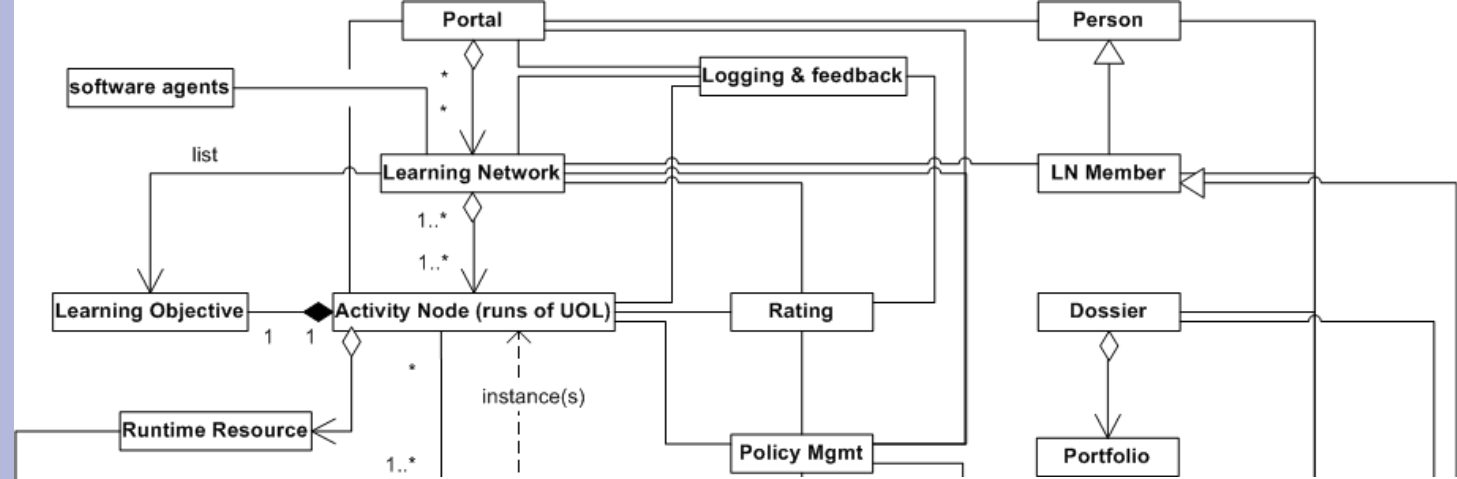 Portal
Person
software agents
*
Logging & feedback
*
list
Learning Network
LN Member
1..*
1..*
Learning Objective
Activity Node (runs of UOL)
Rating
Dossier
1
1
*
instance(s)
Runtime Resource
Policy Mgmt
Portfolio
1..*